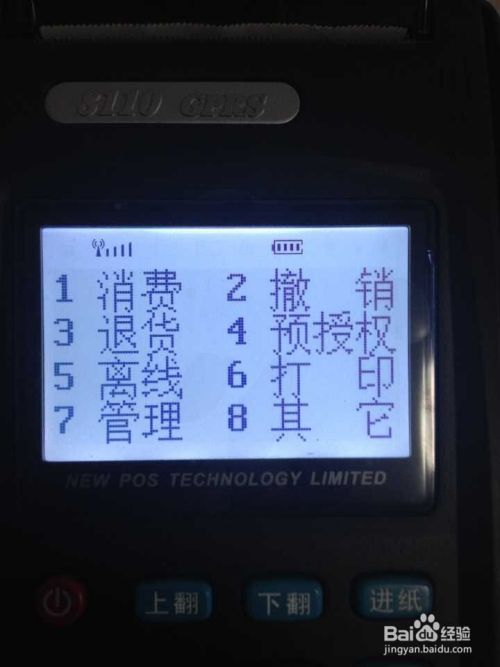 8110 GPRS
1 消费 2 撤 销
3 退货 4 预授权
5 离线 6 打 印
7 管理 8 其 它
NEW POS TECHNOLOGY LIMITED
上翻 下翻 进纸
Baidu 经验
jingyan.baidu.com